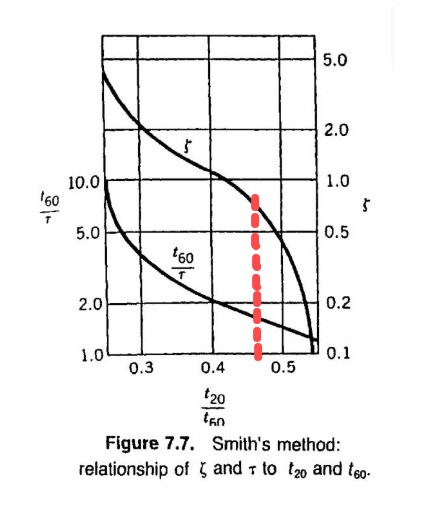 5.0
2.0
ζ
10.0
1.0
t60
τ
ζ
5.0
0.5
t60
τ
2.0
0.2
1.0
0.1
0.3
0.4
0.5
t20
t60
Figure 7.7. Smith's method:
relationship of ζ and τ to t20 and t60.